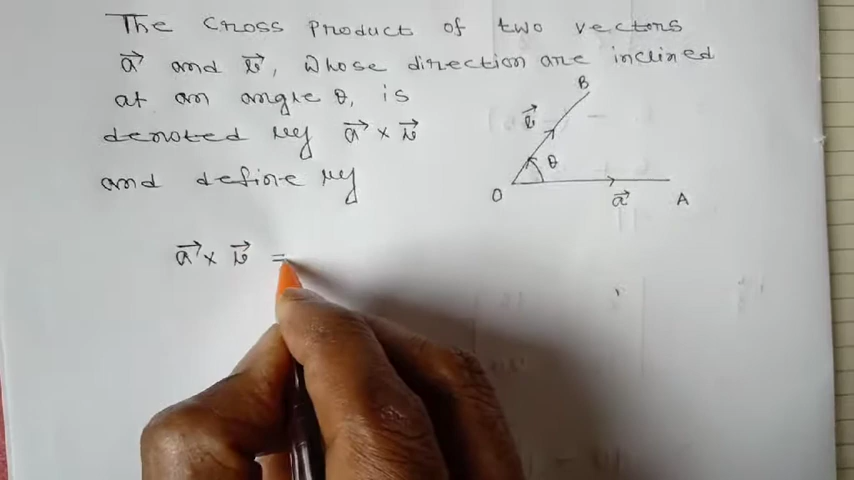 The cross product of two vectors
a⃗ and b⃗, whose direction are inclined
at an angle θ, is
denoted by a⃗ × b⃗
and define by
B
b⃗
θ
O
a⃗
A
a⃗ × b⃗ =